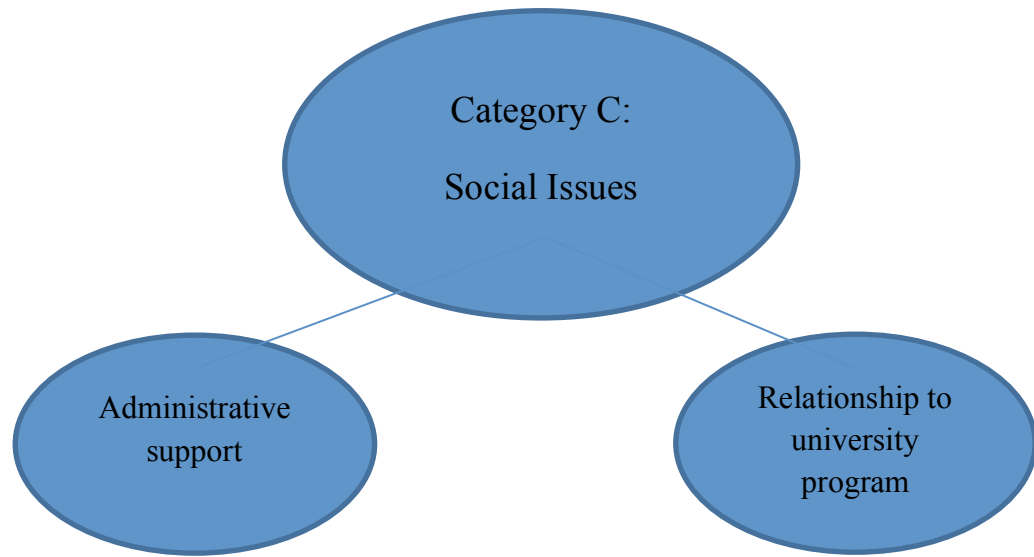 Category C:
Social Issues
Administrative
support
Relationship to
university
program